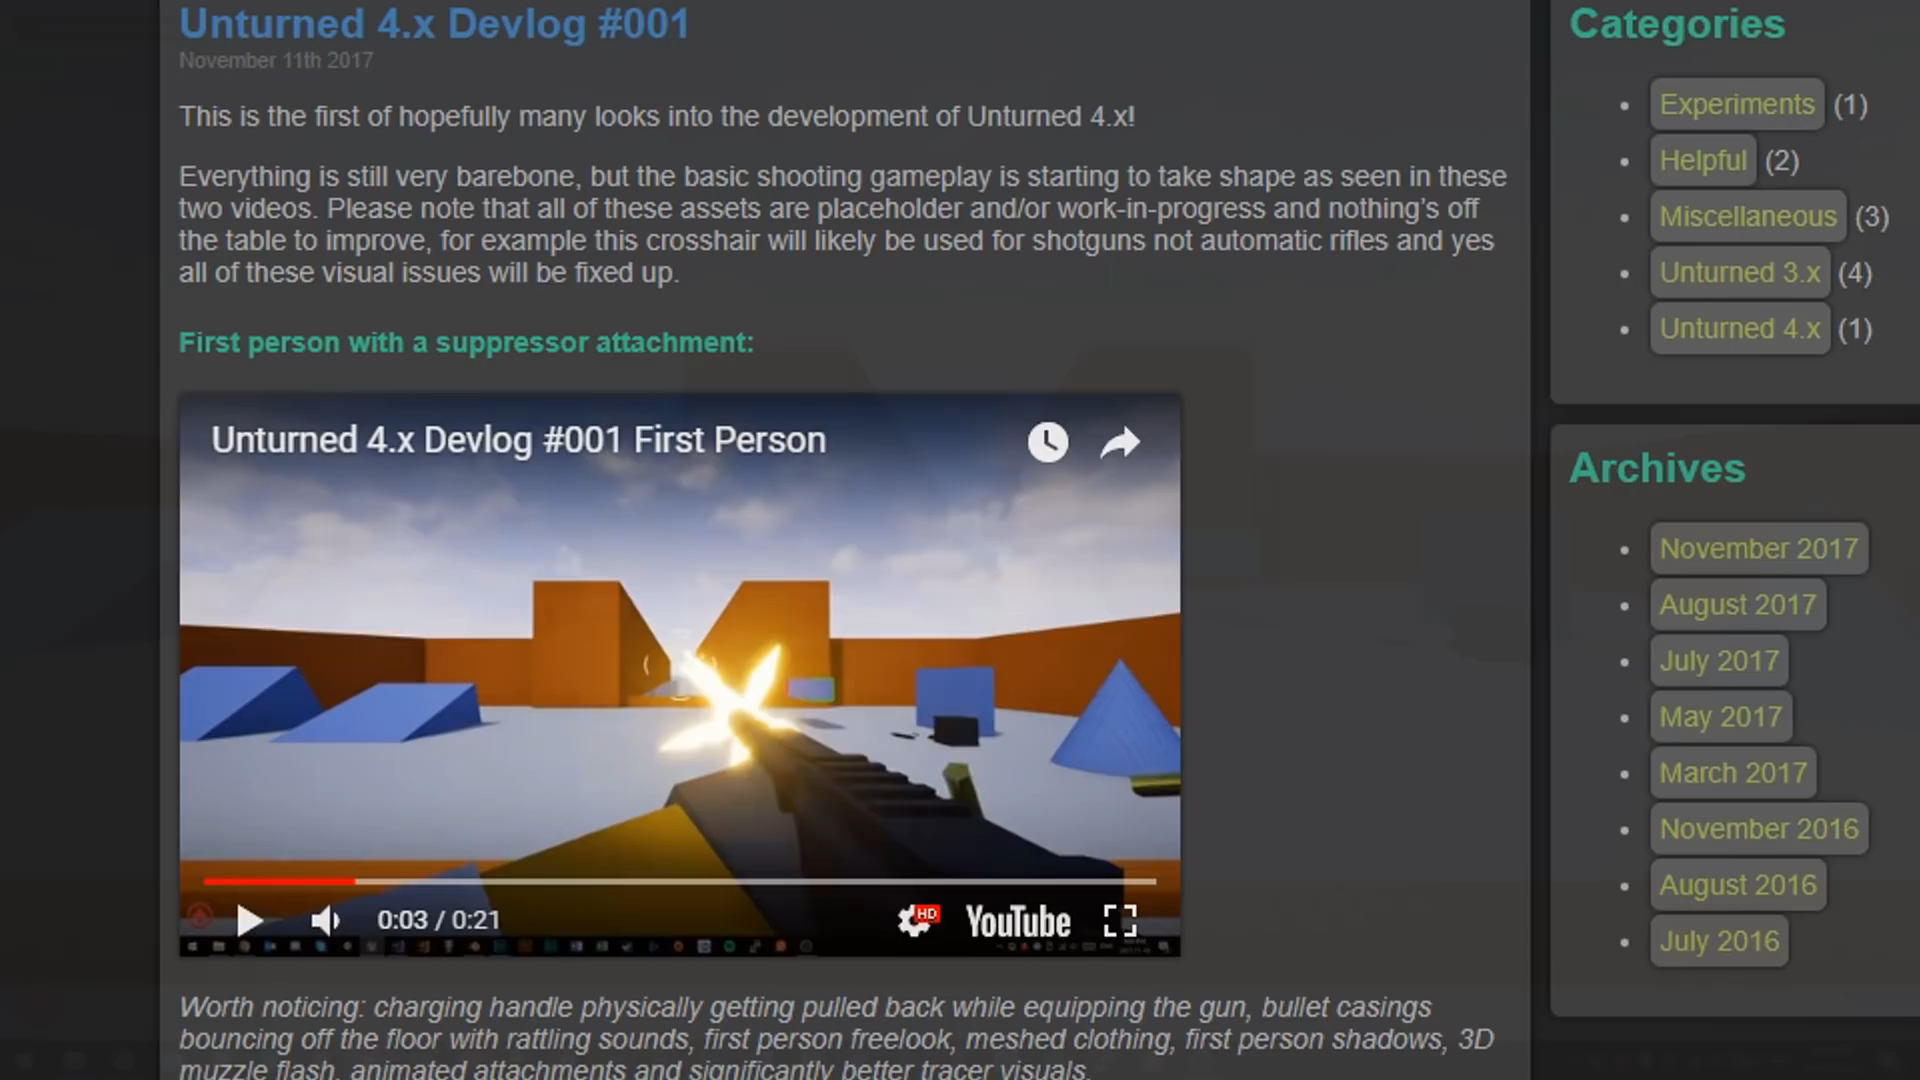 Unturned 4.x Devlog #001
November 11th 2017
This is the first of hopefully many looks into the development of Unturned 4.x!
Everything is still very barebone, but the basic shooting gameplay is starting to take shape as seen in these
two videos. Please note that all of these assets are placeholder and/or work-in-progress and nothing's off
the table to improve, for example this crosshair will likely be used for shotguns not automatic rifles and yes
all of these visual issues will be fixed up.
First person with a suppressor attachment:
Unturned 4.x Devlog #001 First Person
0:03 / 0:21
HD
YouTube
Worth noticing: charging handle physically getting pulled back while equipping the gun, bullet casings
bouncing off the floor with rattling sounds, first person freelook, meshed clothing, first person shadows, 3D
muzzle flash, animated attachments and significantly better tracer visuals.
Categories
Experiments (1)
Helpful (2)
Miscellaneous (3)
Unturned 3.x (4)
Unturned 4.x (1)
Archives
November 2017
August 2017
July 2017
May 2017
March 2017
November 2016
August 2016
July 2016